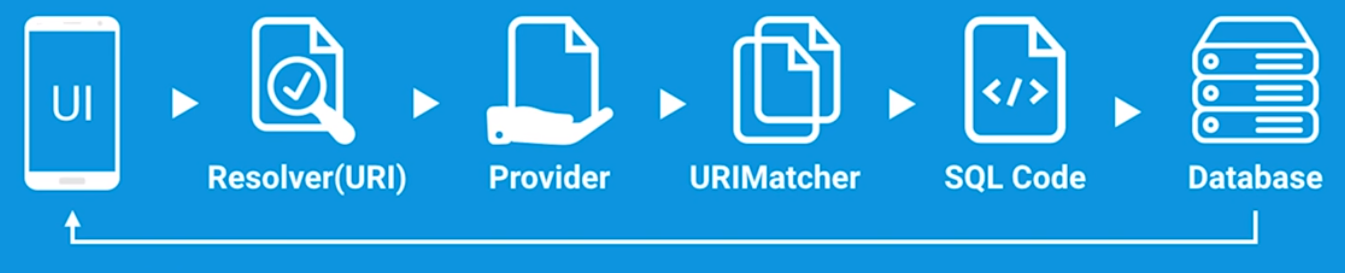 UI
Resolver(URI)
Provider
URIMatcher
</>
SQL Code
Database